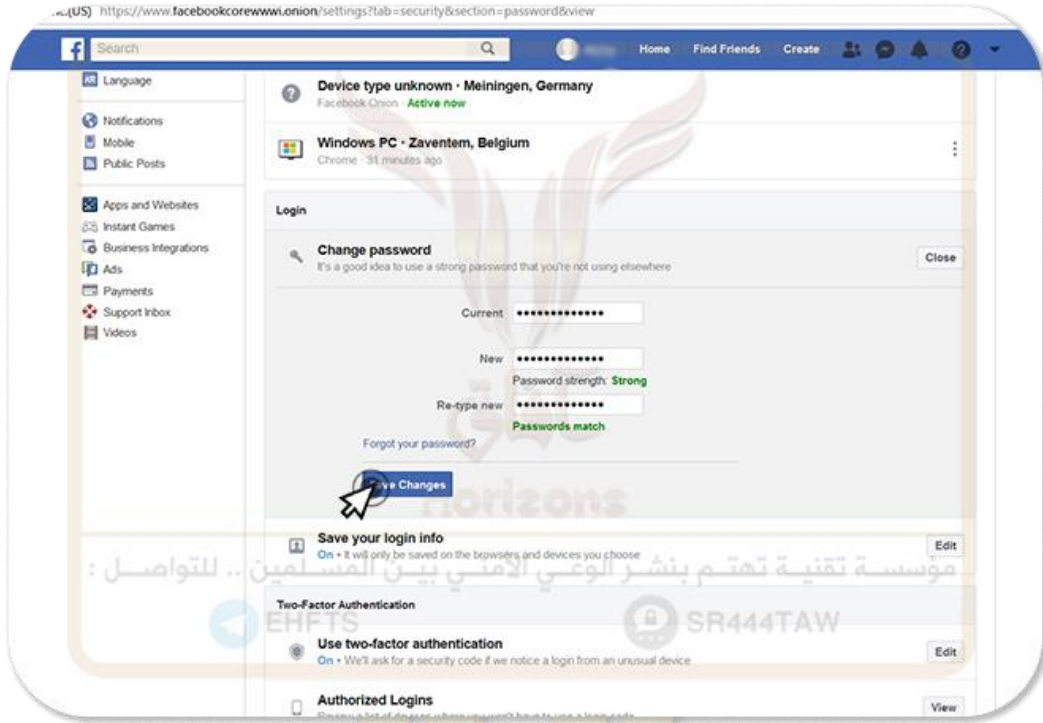 (US) https://www.facebookcorewwwi.onion/settings?tab=security&section=password&view
Search
Home Find Friends Create
Language
Device type unknown · Meiningen, Germany
Facebook Onion · Active now
Notifications
Mobile
Public Posts
Windows PC · Zaventem, Belgium
Chrome · 31 minutes ago
Apps and Websites
Instant Games
Business Integrations
Ads
Payments
Support Inbox
Videos
Login
Change password
It's a good idea to use a strong password that you're not using elsewhere
Close
Current
New
Password strength: Strong
Re-type new
Passwords match
Forgot your password?
Save Changes
horizons
Save your login info
On • It will only be saved on the browsers and devices you choose
Edit
مؤسسة تقنية تهتم بنشر الوعي الأمني بين المسلمين .. للتواصل :
Two-Factor Authentication
EHFTS
SR444TAW
Use two-factor authentication
On • We'll ask for a security code if we notice a login from an unusual device
Edit
Authorized Logins
View